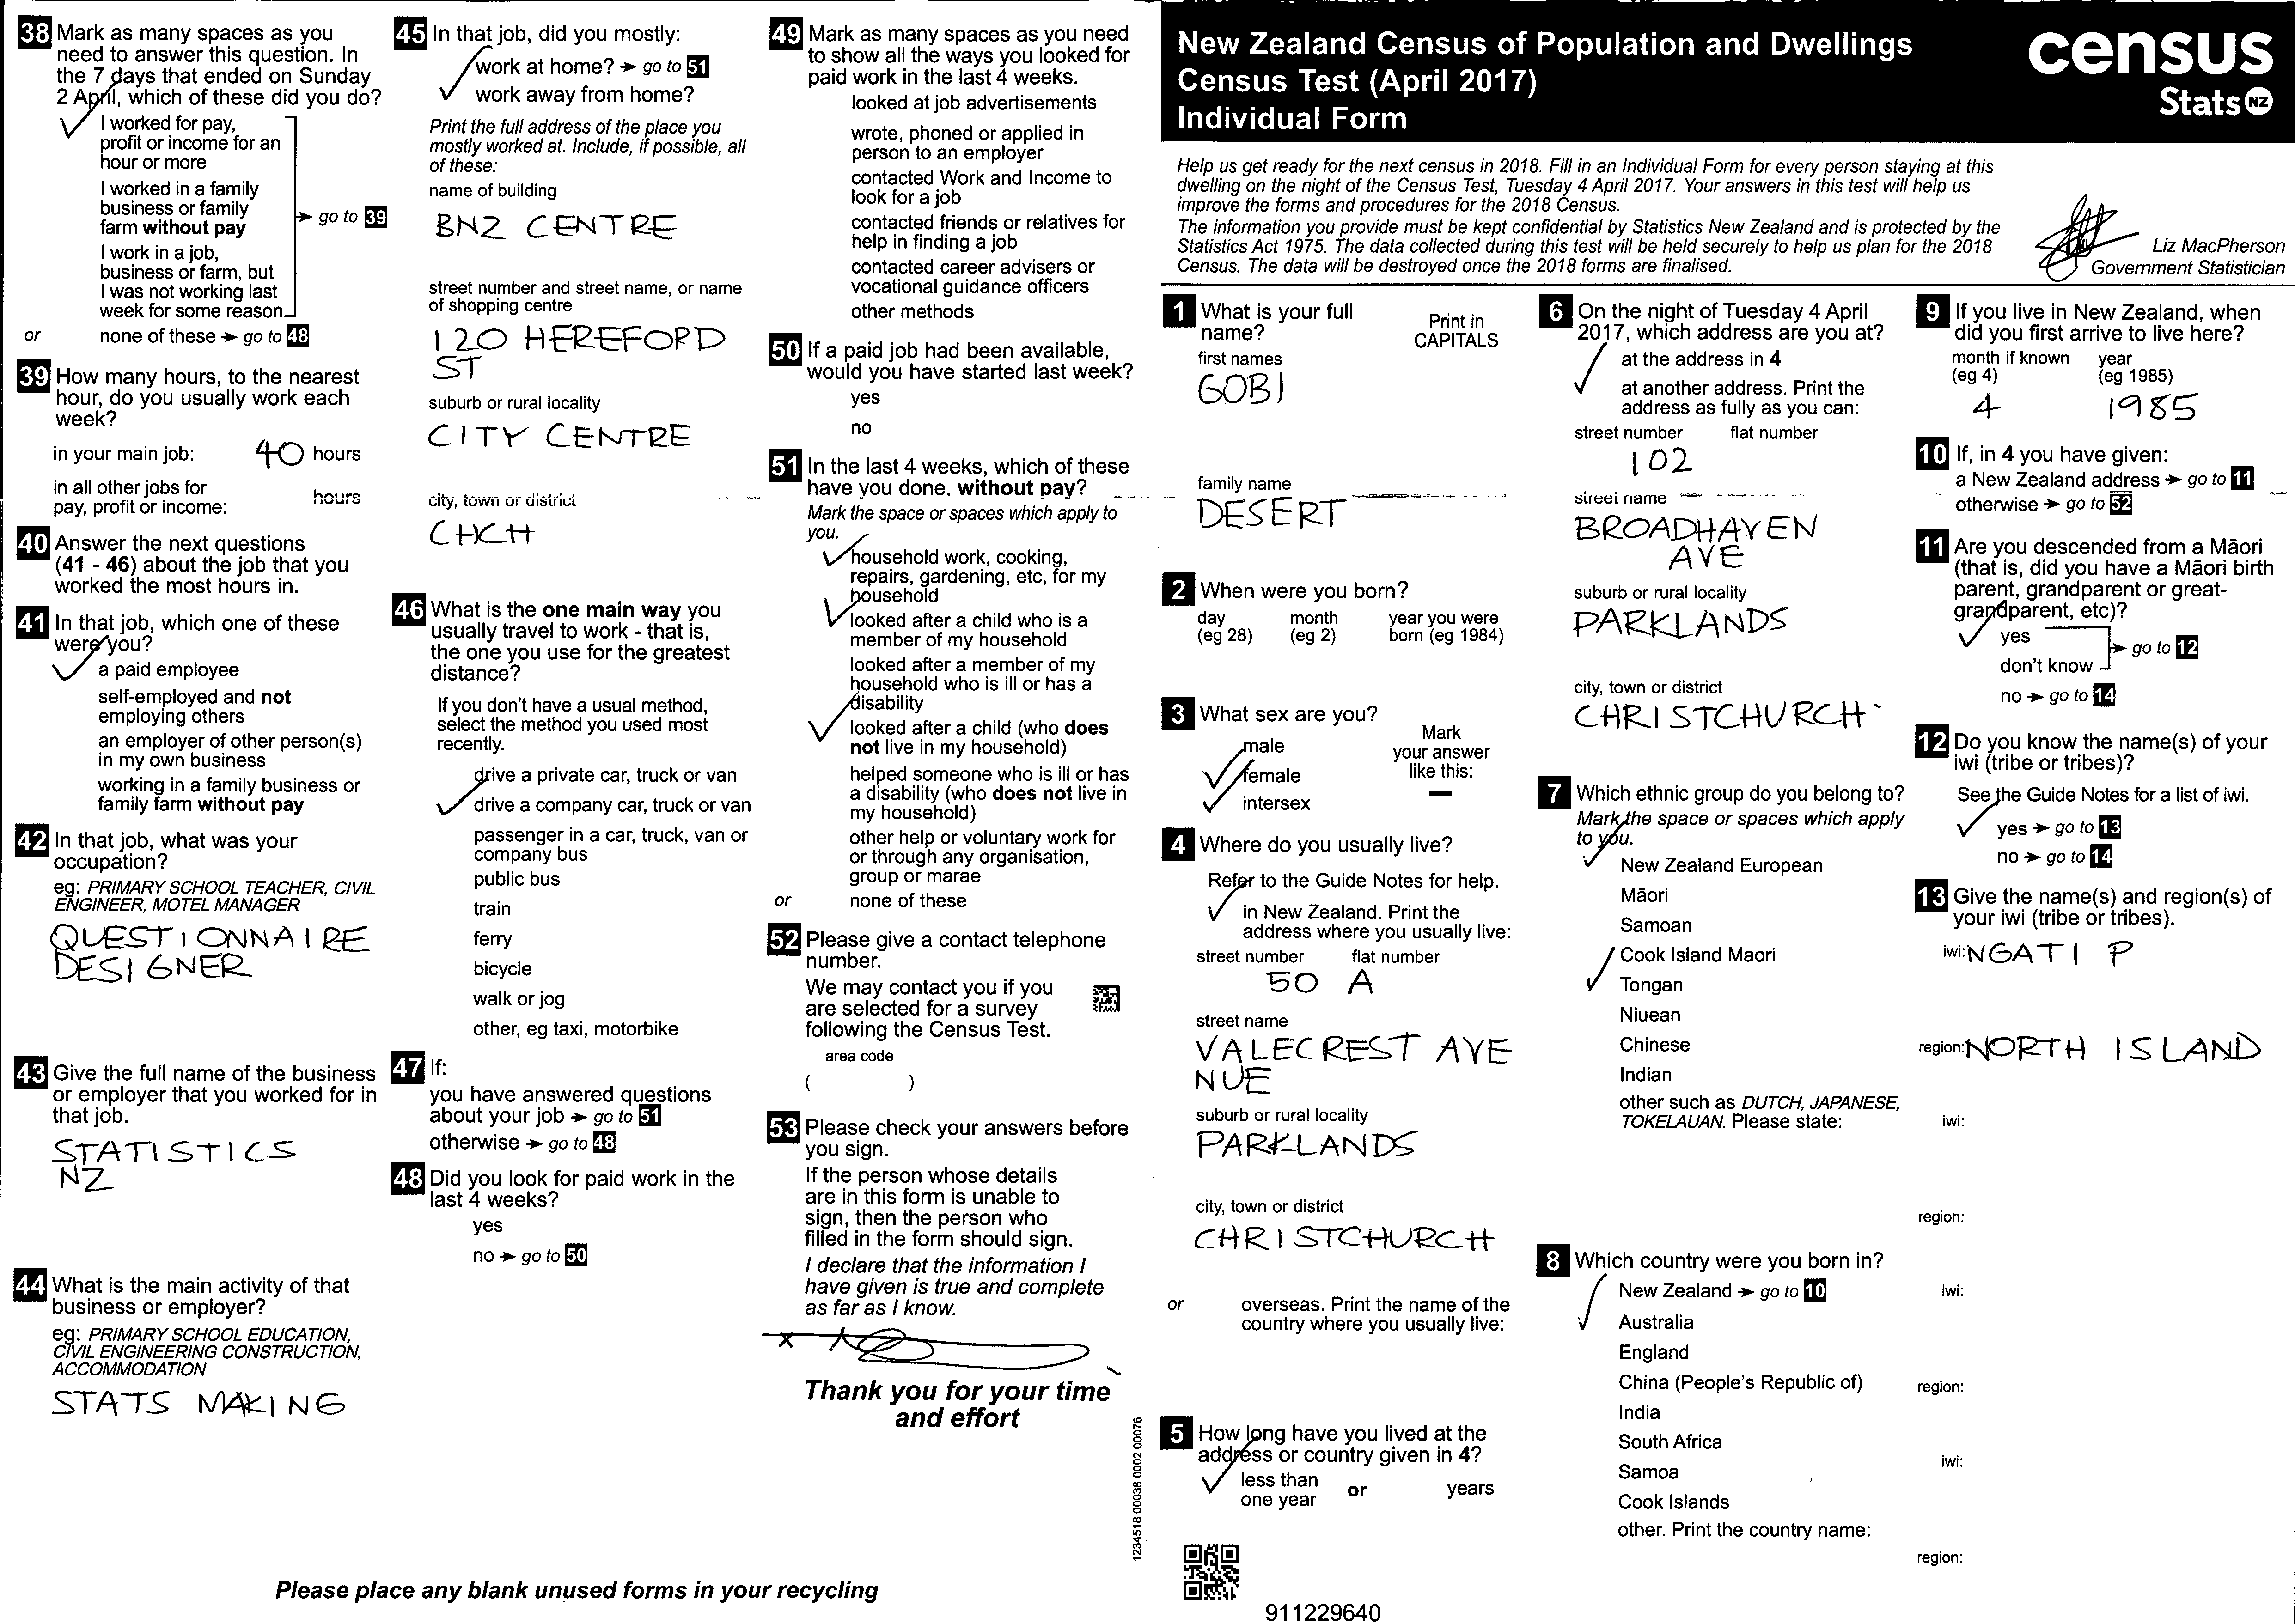 38 Mark as many spaces as you
need to answer this question. In
the 7 days that ended on Sunday
2 April, which of these did you do?
I worked for pay,
profit or income for an
hour or more
I worked in a family
business or family
farm without pay
→ go to 39
I work in a job,
business or farm, but
I was not working last
week for some reason
or none of these → go to 48
39 How many hours, to the nearest
hour, do you usually work each
week?
in your main job: 40 hours
in all other jobs for
pay, profit or income: hours
40 Answer the next questions
(41 - 46) about the job that you
worked the most hours in.
41 In that job, which one of these
were you?
a paid employee
self-employed and not
employing others
an employer of other person(s)
in my own business
working in a family business or
family farm without pay
42 In that job, what was your
occupation?
eg: PRIMARY SCHOOL TEACHER, CIVIL
ENGINEER, MOTEL MANAGER
QUESTIONNAIRE
DESIGNER
43 Give the full name of the business
or employer that you worked for in
that job.
STATISTICS
NZ
44 What is the main activity of that
business or employer?
eg: PRIMARY SCHOOL EDUCATION,
CIVIL ENGINEERING CONSTRUCTION,
ACCOMMODATION
STATS MAKING
45 In that job, did you mostly:
work at home? → go to 51
work away from home?
Print the full address of the place you
mostly worked at. Include, if possible, all
of these:
name of building
BNZ CENTRE
street number and street name, or name
of shopping centre
120 HEREFORD
ST
suburb or rural locality
CITY CENTRE
city, town or district
CHCH
46 What is the one main way you
usually travel to work - that is,
the one you use for the greatest
distance?
If you don't have a usual method,
select the method you used most
recently.
drive a private car, truck or van
drive a company car, truck or van
passenger in a car, truck, van or
company bus
public bus
train
ferry
bicycle
walk or jog
other, eg taxi, motorbike
47 If:
you have answered questions
about your job → go to 51
otherwise → go to 48
48 Did you look for paid work in the
last 4 weeks?
yes
no → go to 50
49 Mark as many spaces as you need
to show all the ways you looked for
paid work in the last 4 weeks.
looked at job advertisements
wrote, phoned or applied in
person to an employer
contacted Work and Income to
look for a job
contacted friends or relatives for
help in finding a job
contacted career advisers or
vocational guidance officers
other methods
50 If a paid job had been available,
would you have started last week?
yes
no
51 In the last 4 weeks, which of these
have you done, without pay?
Mark the space or spaces which apply to
you.
household work, cooking,
repairs, gardening, etc, for my
household
looked after a child who is a
member of my household
looked after a member of my
household who is ill or has a
disability
looked after a child (who does
not live in my household)
helped someone who is ill or has
a disability (who does not live in
my household)
other help or voluntary work for
or through any organisation,
group or marae
or none of these
52 Please give a contact telephone
number.
We may contact you if you
are selected for a survey
following the Census Test.
area code
( )
53 Please check your answers before
you sign.
If the person whose details
are in this form is unable to
sign, then the person who
filled in the form should sign.
I declare that the information I
have given is true and complete
as far as I know.
Thank you for your time
and effort
1234518 00038 0002 00076
Please place any blank unused forms in your recycling
New Zealand Census of Population and Dwellings
Census Test (April 2017)
Individual Form
census
Stats NZ
Help us get ready for the next census in 2018. Fill in an Individual Form for every person staying at this
dwelling on the night of the Census Test, Tuesday 4 April 2017. Your answers in this test will help us
improve the forms and procedures for the 2018 Census.
The information you provide must be kept confidential by Statistics New Zealand and is protected by the
Statistics Act 1975. The data collected during this test will be held securely to help us plan for the 2018
Census. The data will be destroyed once the 2018 forms are finalised.
Liz MacPherson
Government Statistician
1 What is your full
name?
Print in
CAPITALS
first names
GOBI
family name
DESERT
2 When were you born?
day month year you were
(eg 28) (eg 2) born (eg 1984)
3 What sex are you?
male
female
intersex
Mark
your answer
like this:
4 Where do you usually live?
Refer to the Guide Notes for help.
in New Zealand. Print the
address where you usually live:
street number flat number
50 A
street name
VALECREST AVE
NUE
suburb or rural locality
PARKLANDS
city, town or district
CHRISTCHURCH
or overseas. Print the name of the
country where you usually live:
5 How long have you lived at the
address or country given in 4?
less than
one year or years
911229640
6 On the night of Tuesday 4 April
2017, which address are you at?
at the address in 4
at another address. Print the
address as fully as you can:
street number flat number
102
street name
BROADHAVEN
AVE
suburb or rural locality
PARKLANDS
city, town or district
CHRISTCHURCH
7 Which ethnic group do you belong to?
Mark the space or spaces which apply
to you.
New Zealand European
Māori
Samoan
Cook Island Maori
Tongan
Niuean
Chinese
Indian
other such as DUTCH, JAPANESE,
TOKELAUAN. Please state:
8 Which country were you born in?
New Zealand → go to 10
Australia
England
China (People's Republic of)
India
South Africa
Samoa
Cook Islands
other. Print the country name:
9 If you live in New Zealand, when
did you first arrive to live here?
month if known year
(eg 4) (eg 1985)
4 1985
10 If, in 4 you have given:
a New Zealand address → go to 11
otherwise → go to 52
11 Are you descended from a Māori
(that is, did you have a Māori birth
parent, grandparent or great-
grandparent, etc)?
yes
don't know
→ go to 12
no → go to 14
12 Do you know the name(s) of your
iwi (tribe or tribes)?
See the Guide Notes for a list of iwi.
yes → go to 13
no → go to 14
13 Give the name(s) and region(s) of
your iwi (tribe or tribes).
iwi: NGATI P
region: NORTH ISLAND
iwi:
region:
iwi:
region:
iwi:
region: